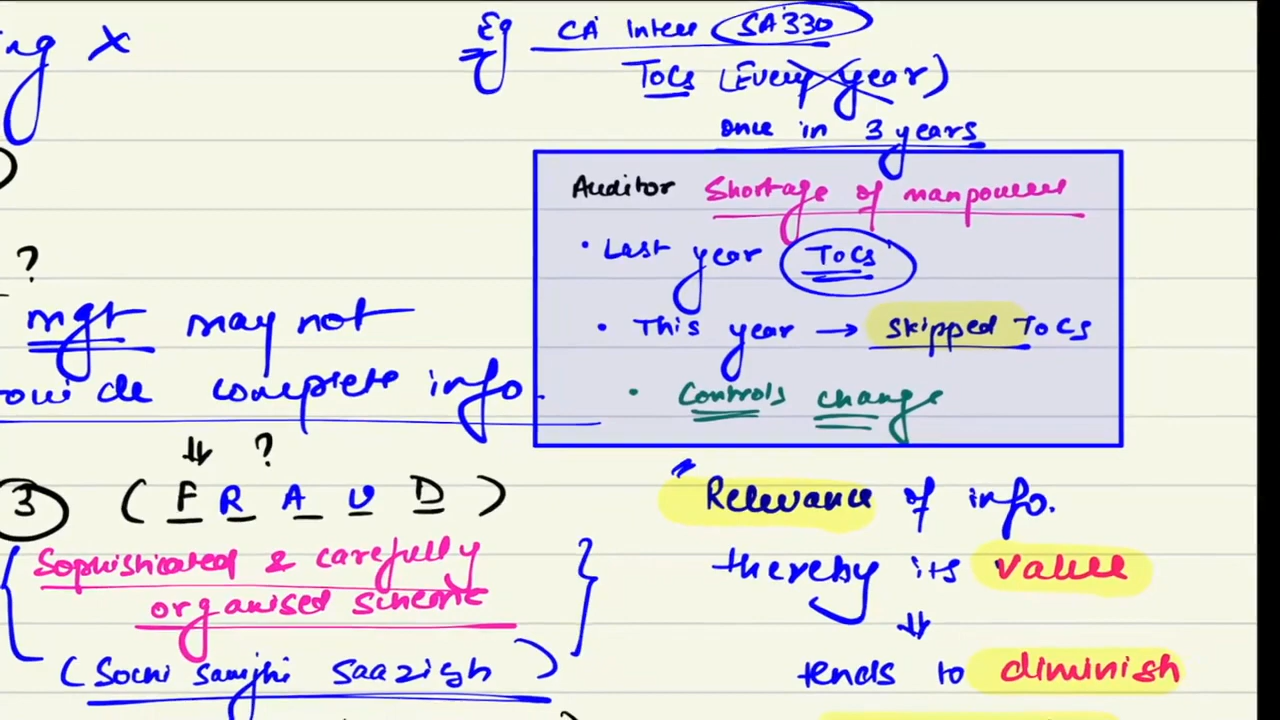 ng ×
Eg CA Inter SA 330
TOCs (Every year)
once in 3 years
Auditor Shortage of manpower
• Last year TOCs
• This year → skipped TOCs
• Controls change
?
mgt may not
ovide complete info.
⇓ ?
3 (F R A U D)
{ Sophisticated & carefully
organised scheme }
(Sochi Samjhi Saazish)
Relevance of info.
thereby its value
⇓
tends to diminish